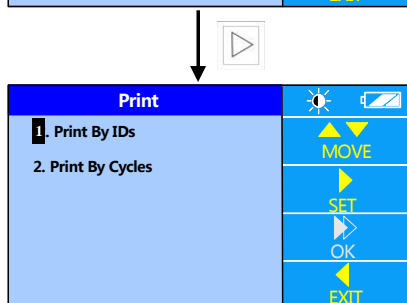 Print
1. Print By IDs
2. Print By Cycles
MOVE
SET
OK
EXIT